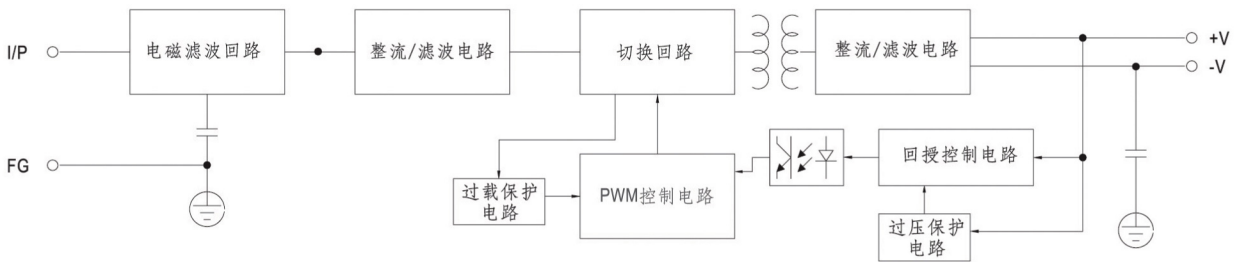 I/P
电磁滤波回路
整流/滤波电路
切换回路
整流/滤波电路
+V
-V
FG
过载保护
电路
PWM控制电路
回授控制电路
过压保护
电路